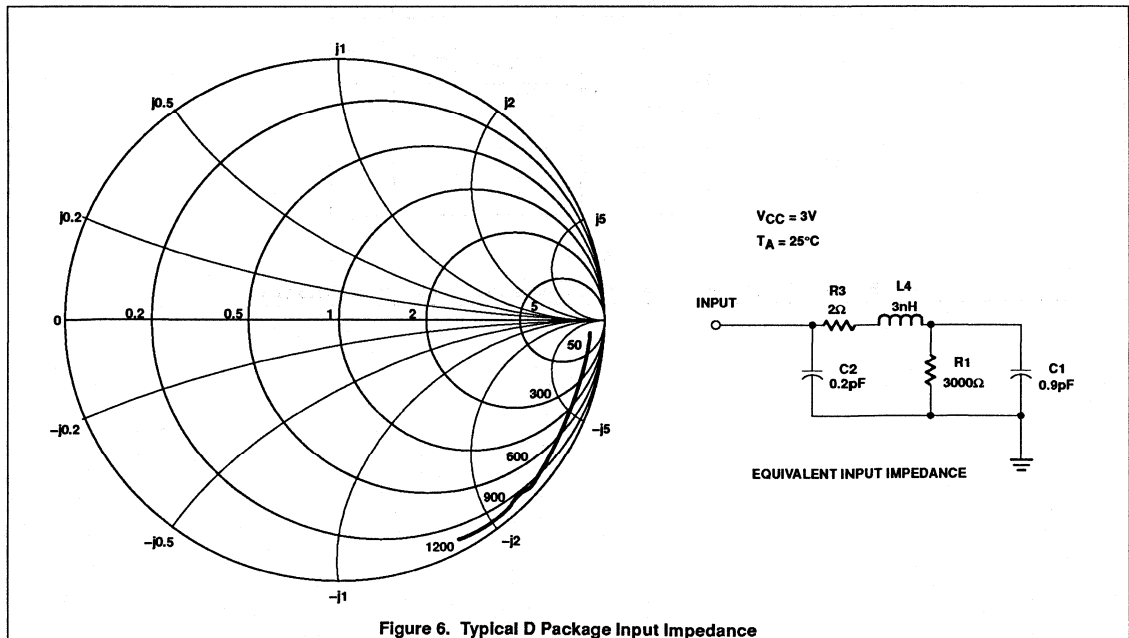 j1
j0.5
j2
j0.2
j5
0
0.2
0.5
1
2
5
50
300
–j0.2
–j5
600
900
–j0.5
–j2
1200
–j1
VCC = 3V
TA = 25°C
INPUT
R3
2Ω
L4
3nH
C2
0.2pF
R1
3000Ω
C1
0.9pF
EQUIVALENT INPUT IMPEDANCE
Figure 6. Typical D Package Input Impedance